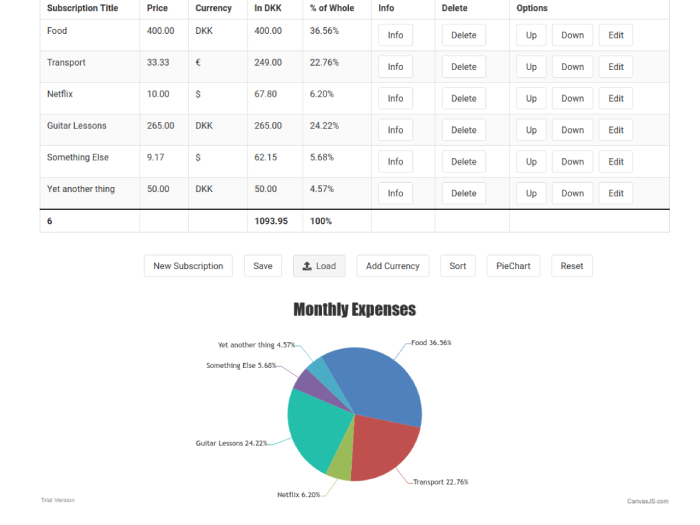 Subscription Title Price Currency In DKK % of Whole Info Delete Options
Food 400.00 DKK 400.00 36.56% Info Delete Up Down Edit
Transport 33.33 € 249.00 22.76% Info Delete Up Down Edit
Netflix 10.00 $ 67.80 6.20% Info Delete Up Down Edit
Guitar Lessons 265.00 DKK 265.00 24.22% Info Delete Up Down Edit
Something Else 9.17 $ 62.15 5.68% Info Delete Up Down Edit
Yet another thing 50.00 DKK 50.00 4.57% Info Delete Up Down Edit
6 1093.95 100%
New Subscription Save Load Add Currency Sort PieChart Reset
Monthly Expenses
Yet another thing 4.57% Food 36.56%
Something Else 5.68%
Guitar Lessons 24.22%
Transport 22.76%
Netflix 6.20%
Trial Version CanvasJS.com